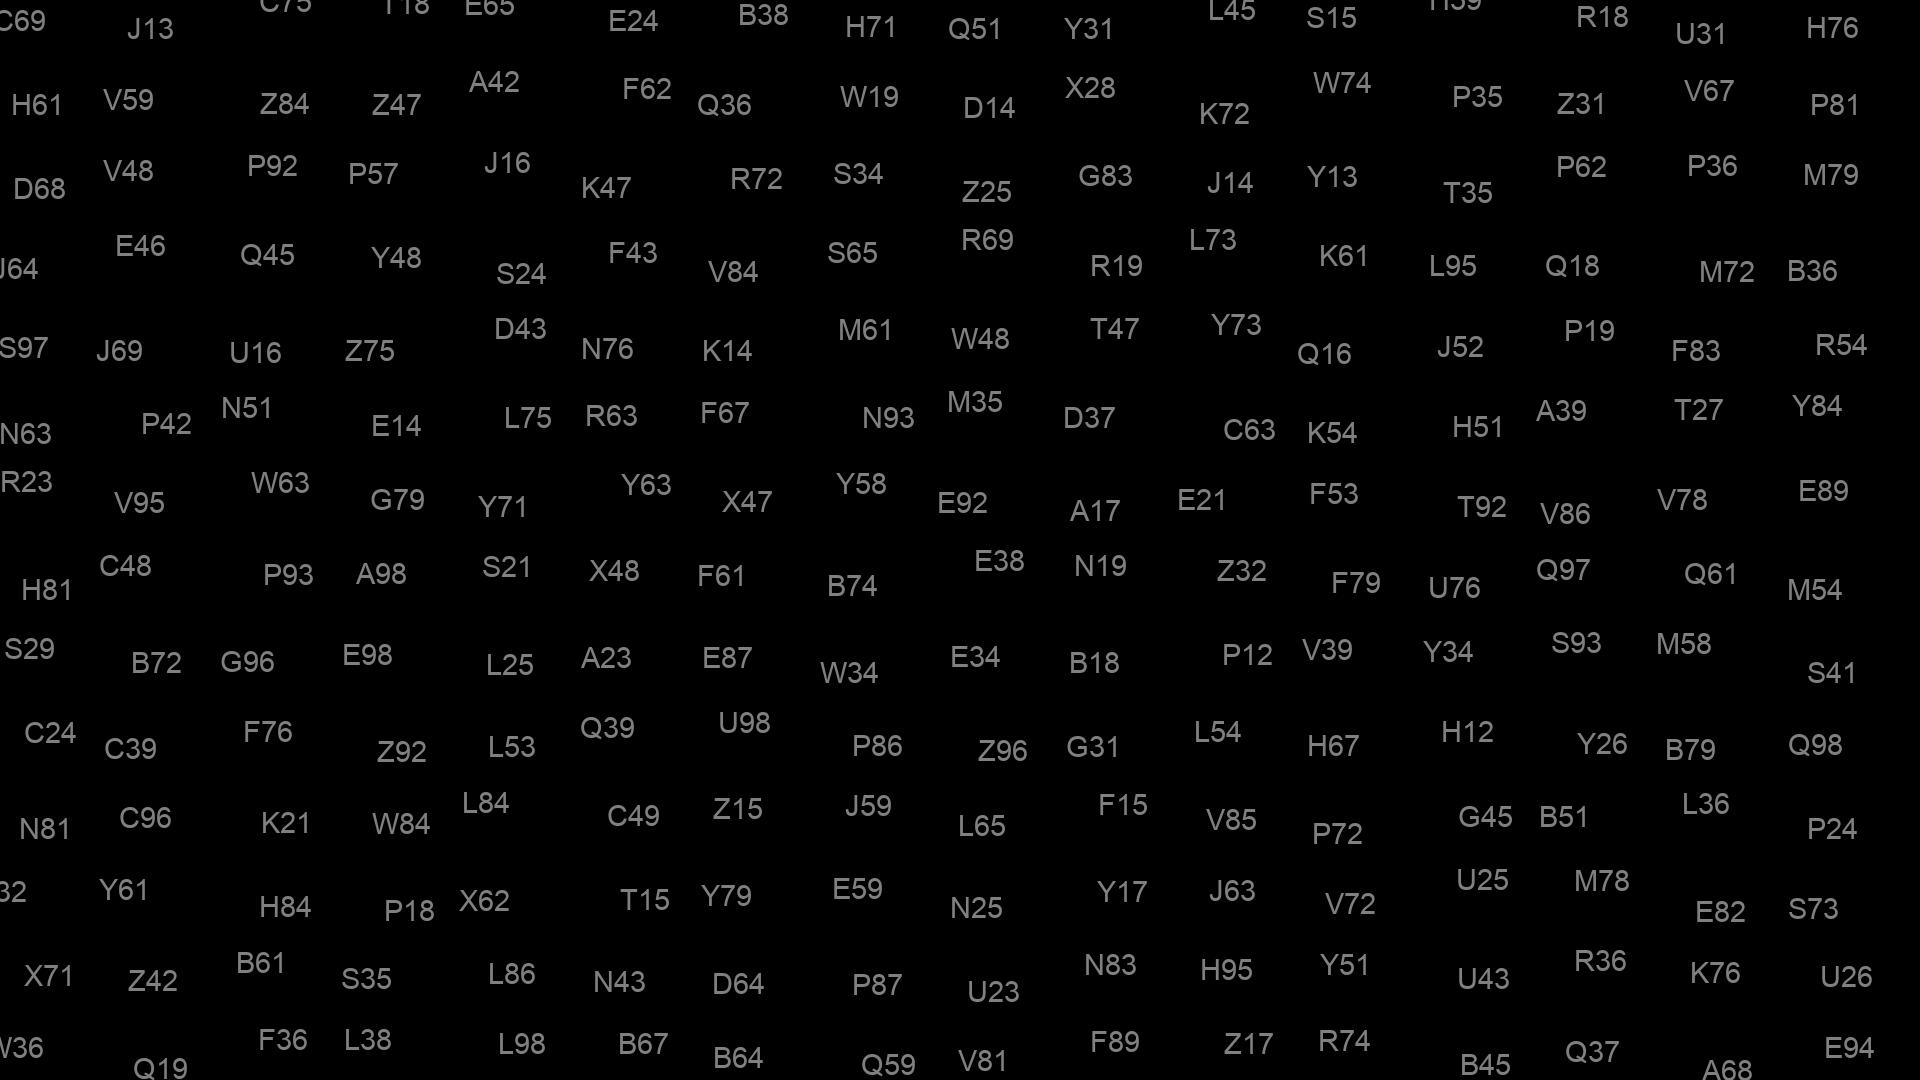 C69 J13 C75 T18 E65 E24 B38 H71 Q51 Y31 L45 S15 H39 R18 U31 H76
H61 V59 Z84 Z47 A42 F62 Q36 W19 D14 X28 K72 W74 P35 Z31 V67 P81
D68 V48 P92 P57 J16 K47 R72 S34 Z25 G83 J14 Y13 T35 P62 P36 M79
J64 E46 Q45 Y48 S24 F43 V84 S65 R69 R19 L73 K61 L95 Q18 M72 B36
S97 J69 U16 Z75 D43 N76 K14 M61 W48 T47 Y73 Q16 J52 P19 F83 R54
N63 P42 N51 E14 L75 R63 F67 N93 M35 D37 C63 K54 H51 A39 T27 Y84
R23 V95 W63 G79 Y71 Y63 X47 Y58 E92 A17 E21 F53 T92 V86 V78 E89
H81 C48 P93 A98 S21 X48 F61 B74 E38 N19 Z32 F79 U76 Q97 Q61 M54
S29 B72 G96 E98 L25 A23 E87 W34 E34 B18 P12 V39 Y34 S93 M58 S41
C24 C39 F76 Z92 L53 Q39 U98 P86 Z96 G31 L54 H67 H12 Y26 B79 Q98
N81 C96 K21 W84 L84 C49 Z15 J59 L65 F15 V85 P72 G45 B51 L36 P24
Y61 H84 P18 X62 T15 Y79 E59 N25 Y17 J63 V72 U25 M78 E82 S73
X71 Z42 B61 S35 L86 N43 D64 P87 U23 N83 H95 Y51 U43 R36 K76 U26
W36 Q19 F36 L38 L98 B67 B64 Q59 V81 F89 Z17 R74 B45 Q37 A68 E94